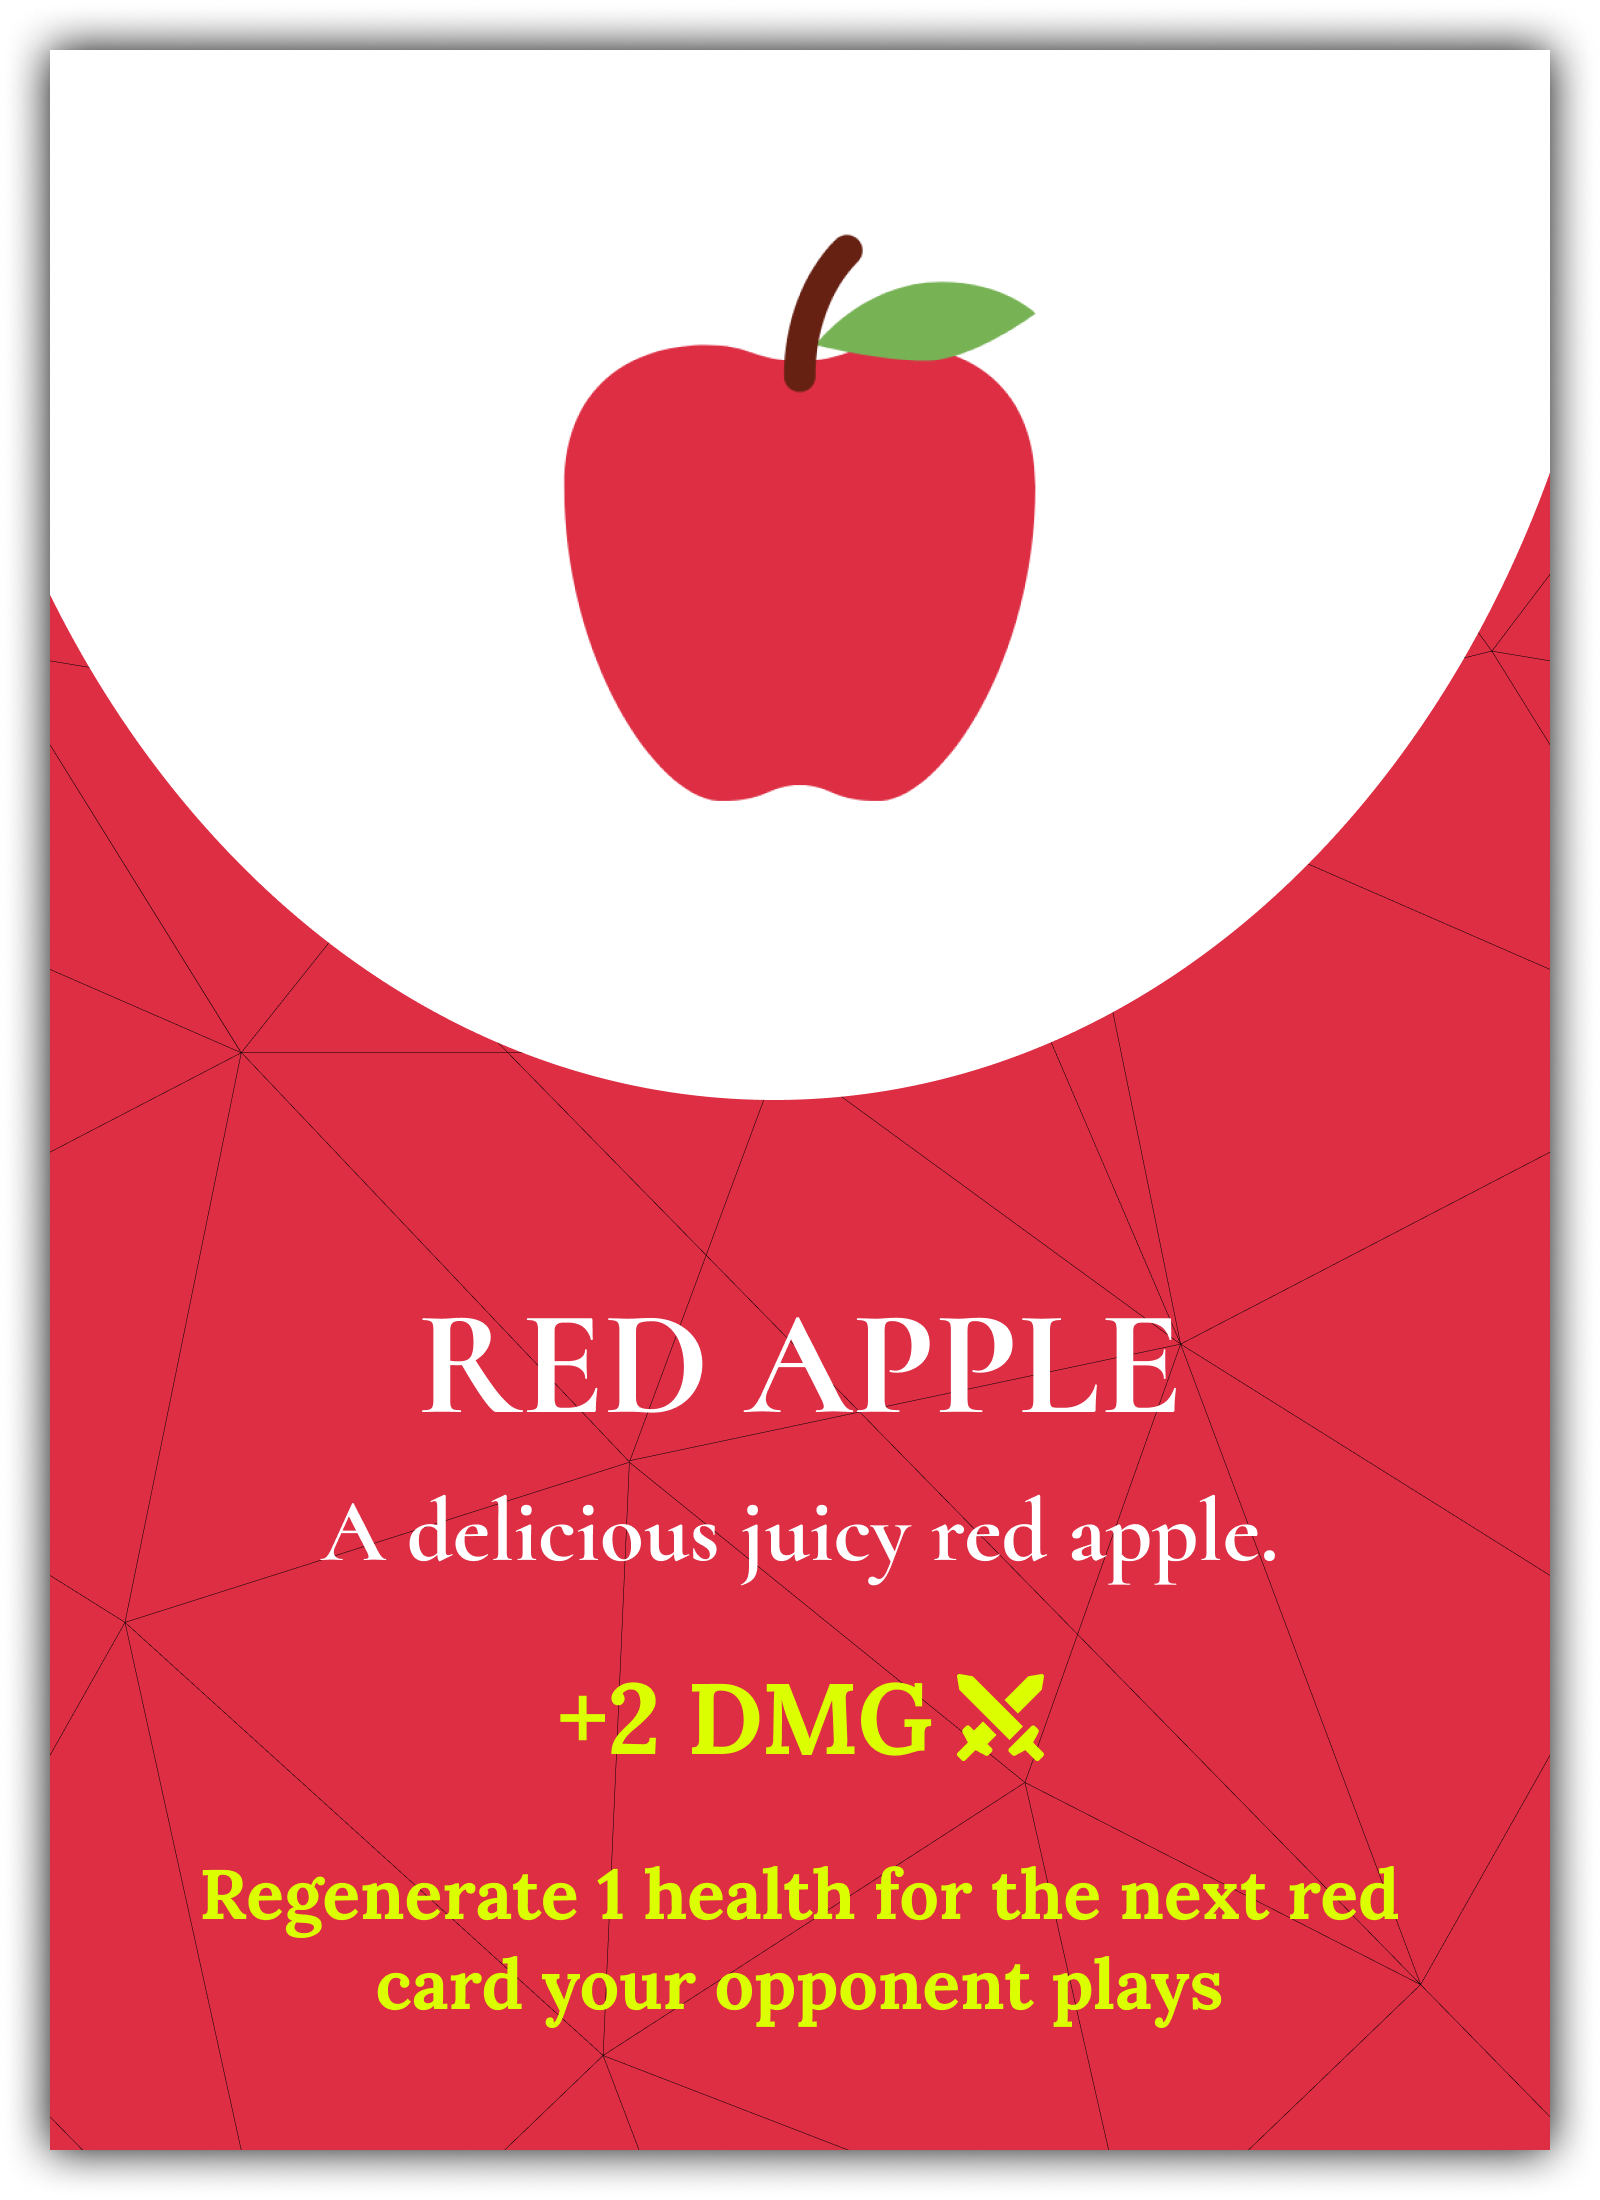 RED APPLE
A delicious juicy red apple.
+2 DMG
Regenerate 1 health for the next red
card your opponent plays